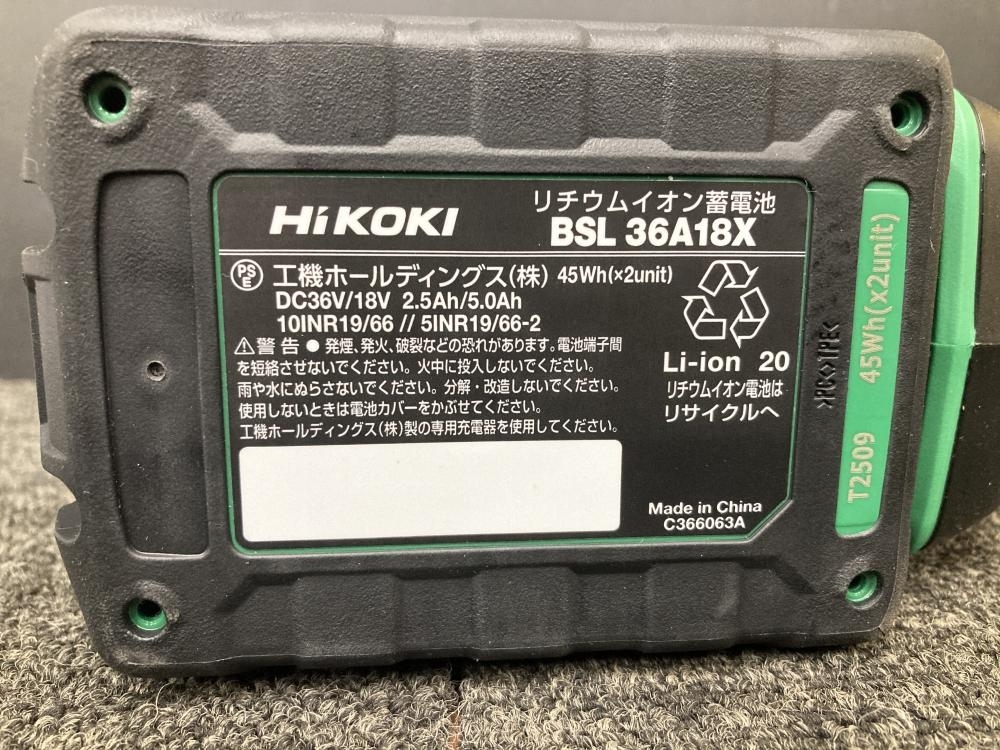 HiKOKI
リチウムイオン蓄電池
BSL 36A18X
PSE 工機ホールディングス(株) 45Wh(×2unit)
DC36V/18V 2.5Ah/5.0Ah
10INR19/66 // 5INR19/66-2
⚠警告 ● 発煙、発火、破裂などの恐れがあります。電池端子間
を短絡させないでください。火中に投入しないでください。
雨や水にぬらさないでください。分解・改造しないでください。
使用しないときは電池カバーをかぶせてください。
工機ホールディングス(株)製の専用充電器を使用してください。
Li-ion 20
リチウムイオン電池は
リサイクルへ
Made in China
C366063A
>PC<>TPE<
T2509 45Wh(x2unit)